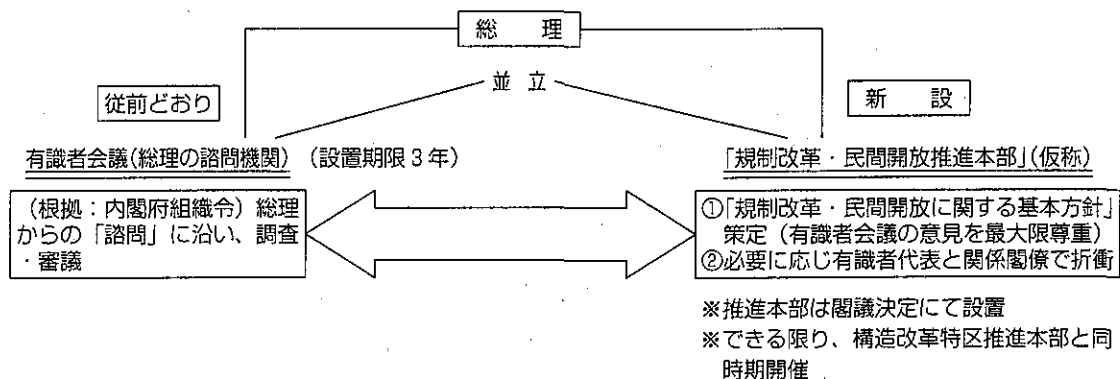 総　理
並 立
従前どおり
新　設
有識者会議(総理の諮問機関)　(設置期限3年)
「規制改革・民間開放推進本部」(仮称)
(根拠：内閣府組織令) 総理
からの「諮問」に沿い、調査
・審議
①「規制改革・民間開放に関する基本方針」
策定 (有識者会議の意見を最大限尊重)
②必要に応じ有識者代表と関係閣僚で折衝
※推進本部は閣議決定にて設置
※できる限り、構造改革特区推進本部と同
時期開催